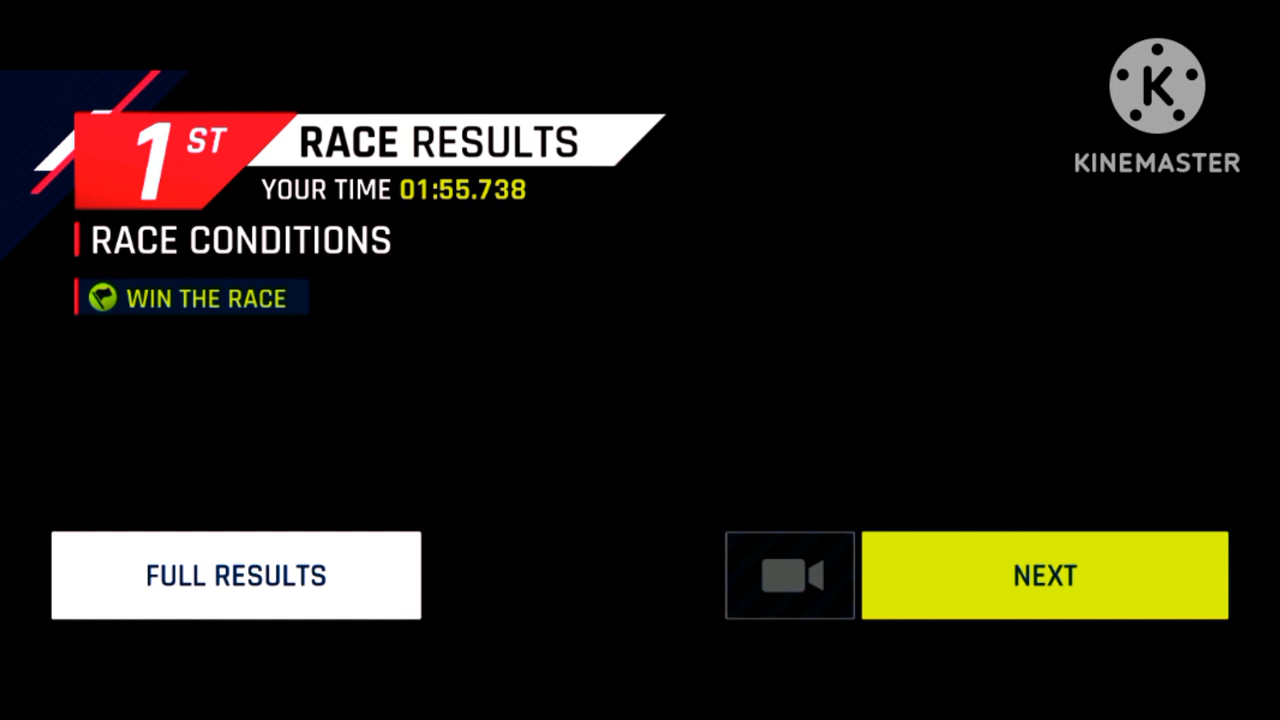 1ST
RACE RESULTS
YOUR TIME 01:55.738
RACE CONDITIONS
WIN THE RACE
FULL RESULTS
NEXT
K
KINEMASTER